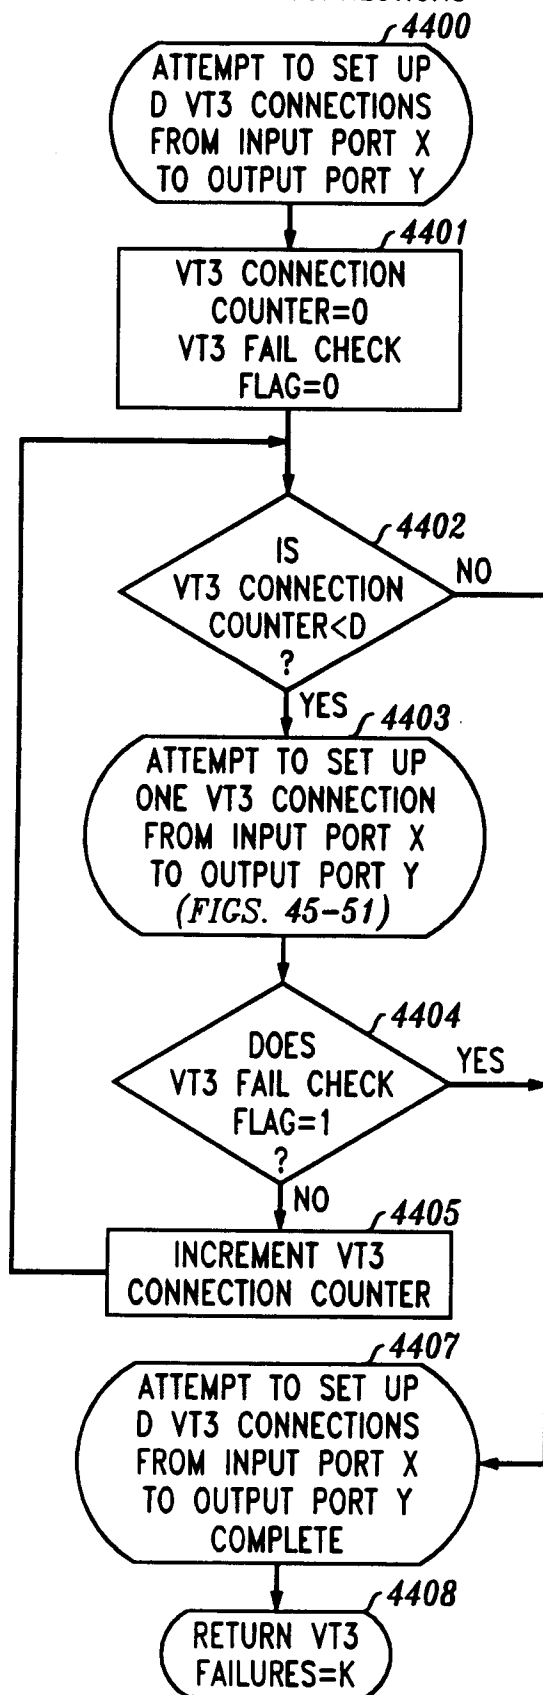 4400
ATTEMPT TO SET UP
D VT3 CONNECTIONS
FROM INPUT PORT X
TO OUTPUT PORT Y
4401
VT3 CONNECTION
COUNTER=0
VT3 FAIL CHECK
FLAG=0
4402
IS
VT3 CONNECTION
COUNTER<D
?
NO
YES
4403
ATTEMPT TO SET UP
ONE VT3 CONNECTION
FROM INPUT PORT X
TO OUTPUT PORT Y
(FIGS. 45-51)
4404
DOES
VT3 FAIL CHECK
FLAG=1
?
YES
NO
4405
INCREMENT VT3
CONNECTION COUNTER
4407
ATTEMPT TO SET UP
D VT3 CONNECTIONS
FROM INPUT PORT X
TO OUTPUT PORT Y
COMPLETE
4408
RETURN VT3
FAILURES=K